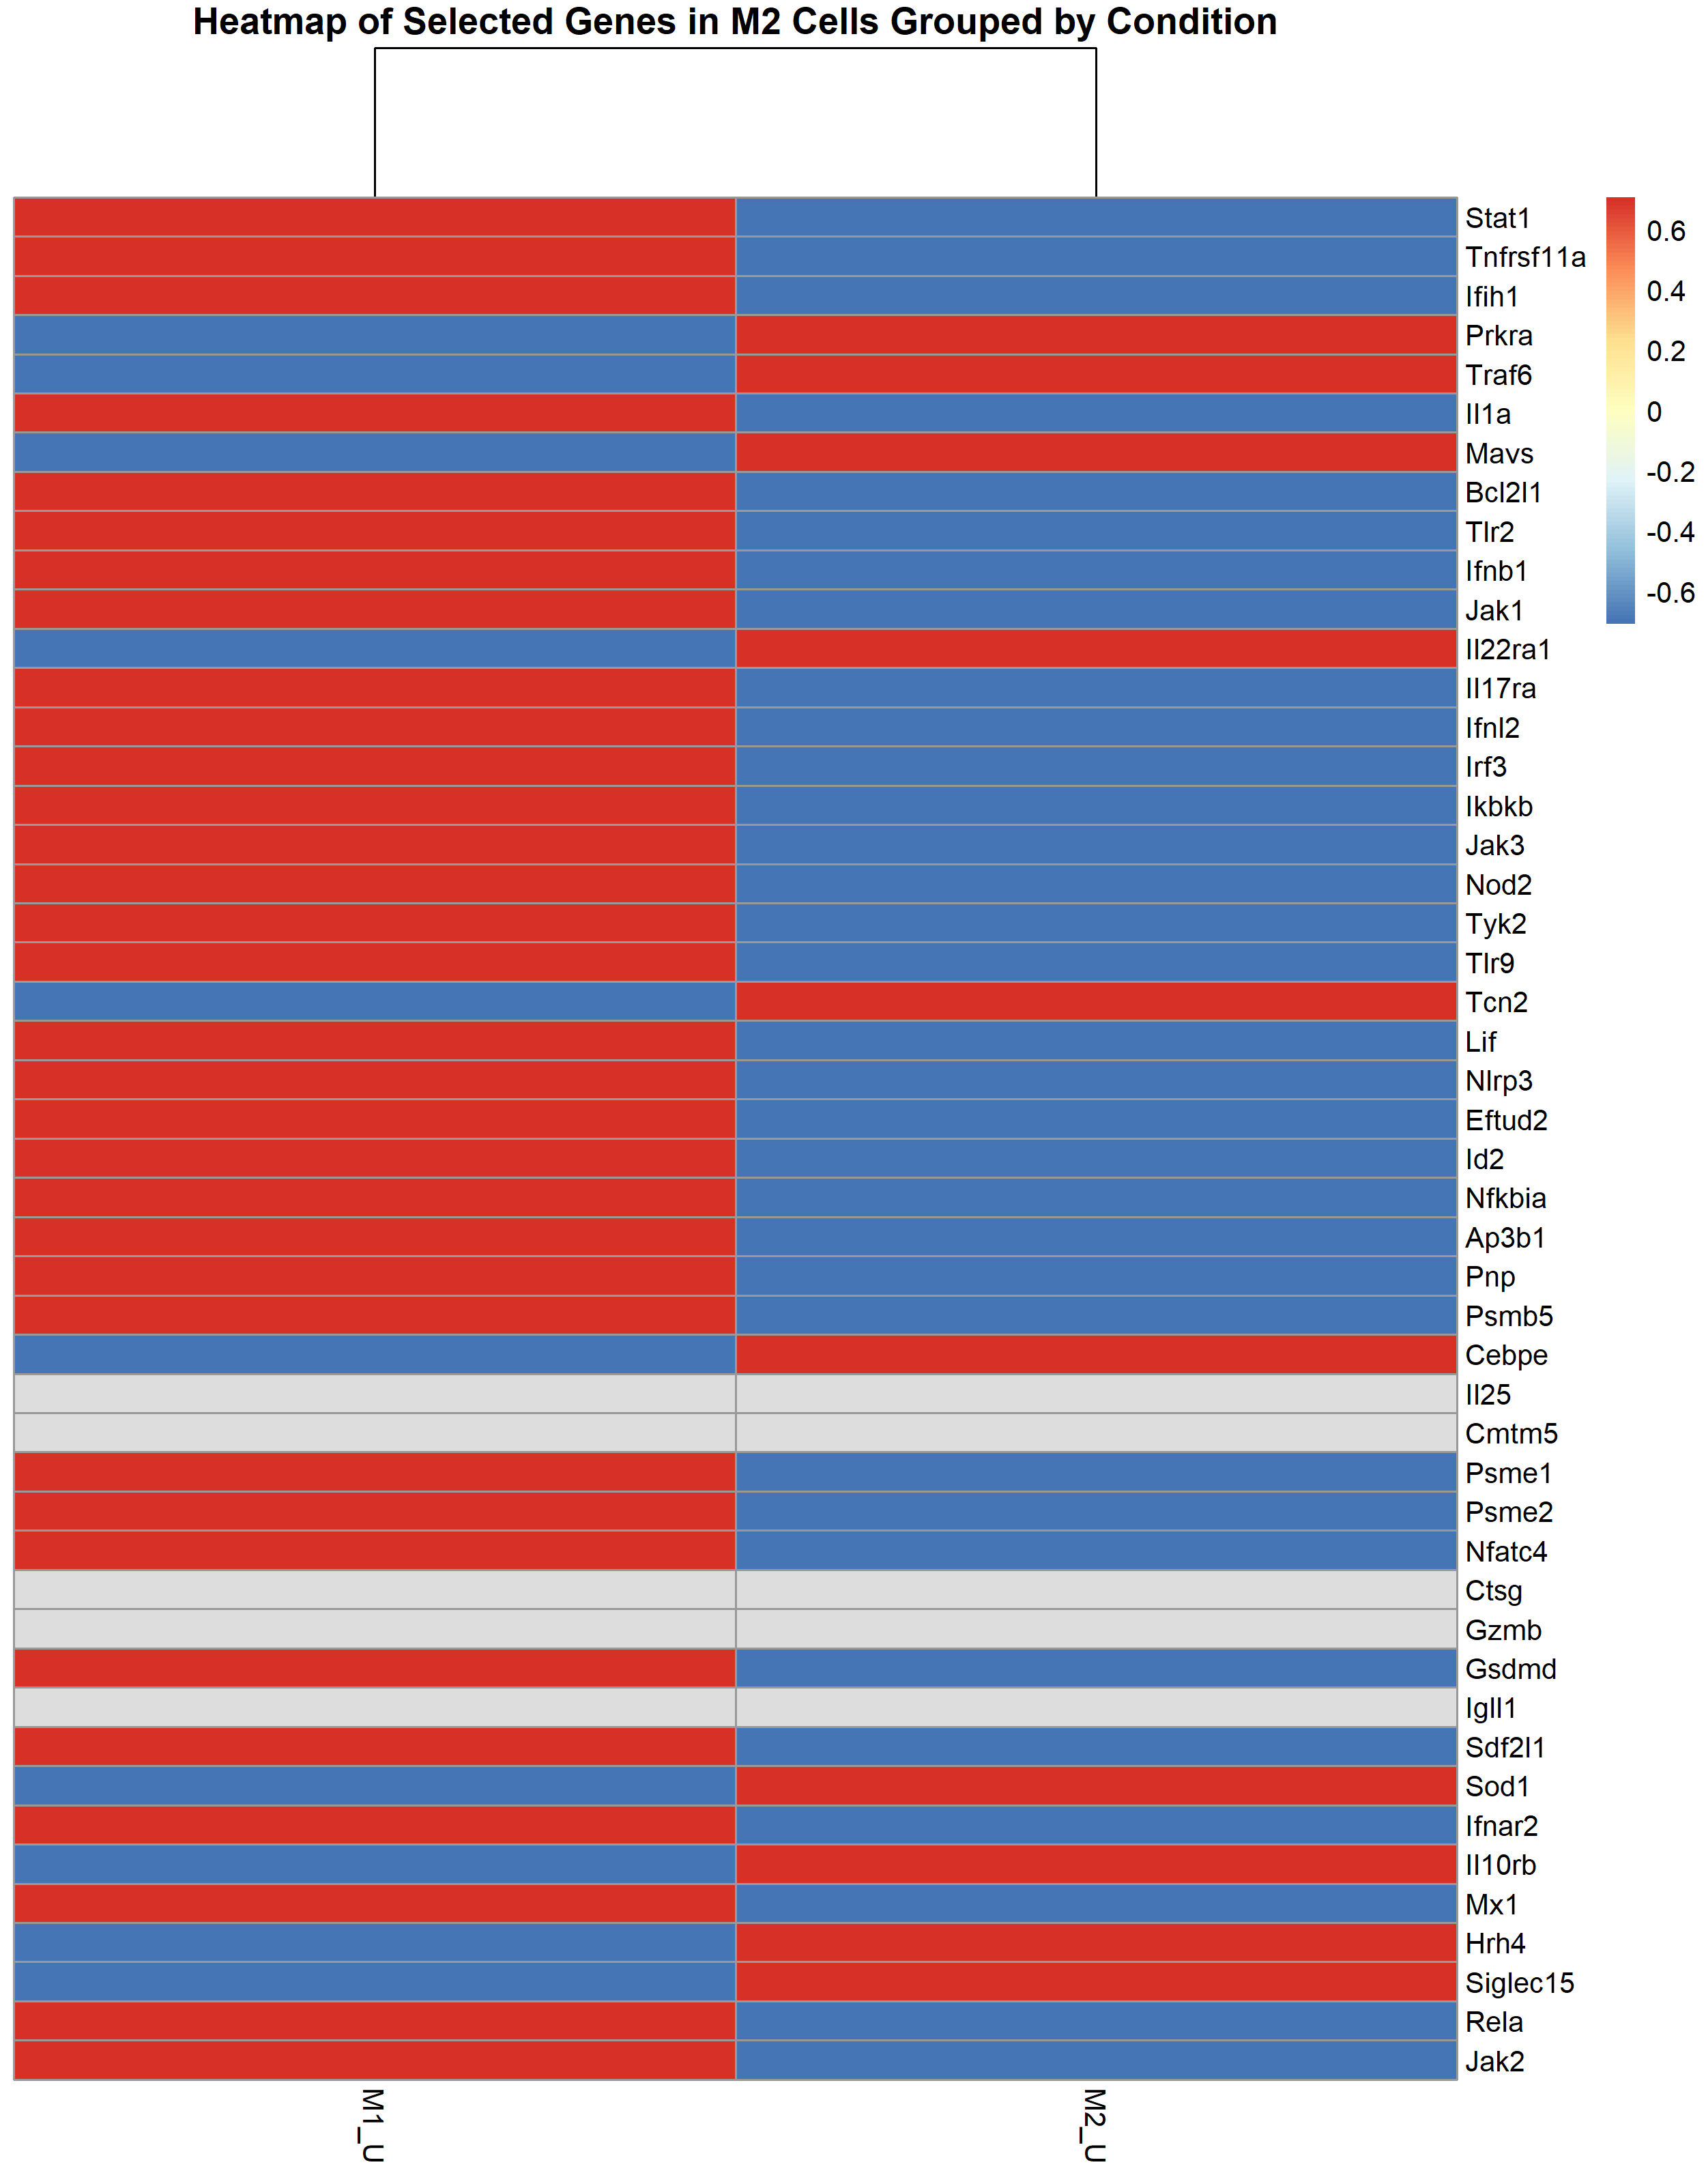 Heatmap of Selected Genes in M2 Cells Grouped by Condition
Stat1
Tnfrsf11a
Ifih1
Prkra
Traf6
Il1a
Mavs
Bcl2l1
Tlr2
Ifnb1
Jak1
Il22ra1
Il17ra
Ifnl2
Irf3
Ikbkb
Jak3
Nod2
Tyk2
Tlr9
Tcn2
Lif
Nlrp3
Eftud2
Id2
Nfkbia
Ap3b1
Pnp
Psmb5
Cebpe
Il25
Cmtm5
Psme1
Psme2
Nfatc4
Ctsg
Gzmb
Gsdmd
Igll1
Sdf2l1
Sod1
Ifnar2
Il10rb
Mx1
Hrh4
Siglec15
Rela
Jak2
0.6
0.4
0.2
0
-0.2
-0.4
-0.6
M1_U
M2_U